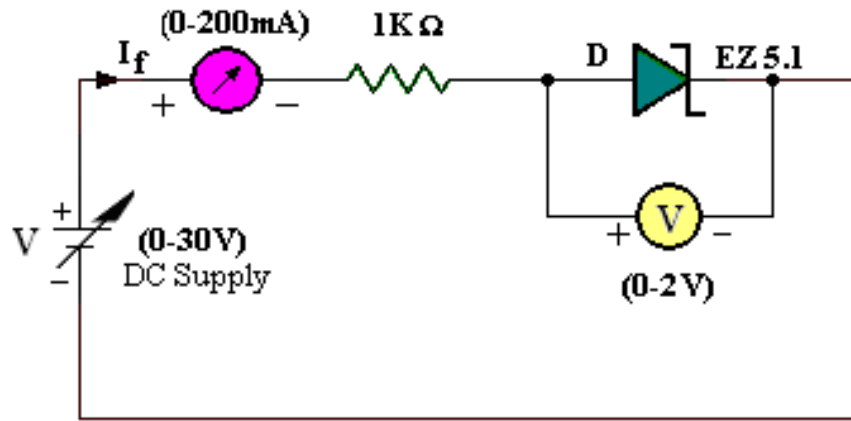 (0-200mA)
1K Ω
I_f
D
EZ 5.1
+
−
V
+
−
V
+
−
(0-30V)
DC Supply
(0-2V)